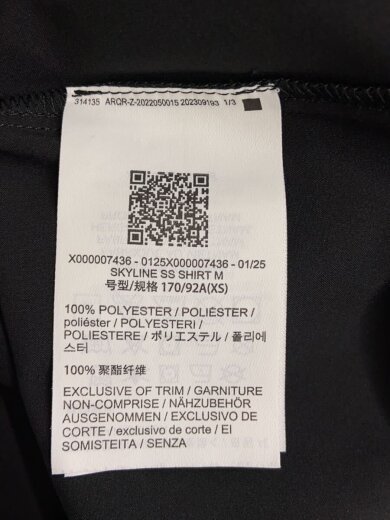 314135 ARQR-Z-2022050015 202309193 1/3
X000007436 - 0125X000007436 - 01/25
SKYLINE SS SHIRT M
号型/规格 170/92A(XS)
100% POLYESTER / POLIÉSTER /
poliéster / POLYESTERI /
POLIESTERE / ポリエステル / 폴리에
스터
100% 聚酯纤维
EXCLUSIVE OF TRIM / GARNITURE
NON-COMPRISE / NÄHZUBEHÖR
AUSGENOMMEN / EXCLUSIVO DE
CORTE / exclusivo de corte / EI
SOMISTEITA / SENZA